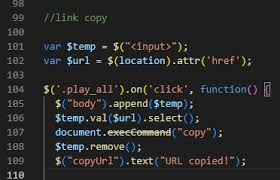 98
99 //link copy
100
101 var $temp = $("<input>");
102 var $url = $(location).attr('href');
103
104 $('.play_all').on('click', function() {
105 $("body").append($temp);
106 $temp.val($url).select();
107 document.execCommand("copy");
108 $temp.remove();
109 $("copyUrl").text("URL copied!");
110